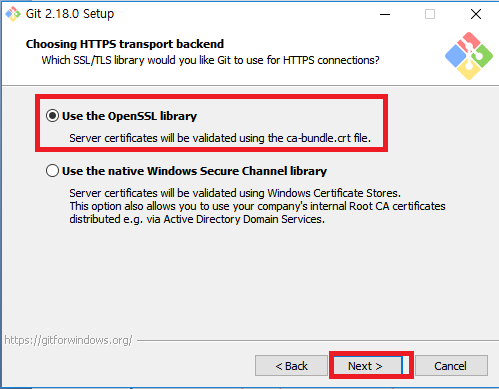 Git 2.18.0 Setup
Choosing HTTPS transport backend
Which SSL/TLS library would you like Git to use for HTTPS connections?
Use the OpenSSL library
Server certificates will be validated using the ca-bundle.crt file.
Use the native Windows Secure Channel library
Server certificates will be validated using Windows Certificate Stores.
This option also allows you to use your company's internal Root CA certificates
distributed e.g. via Active Directory Domain Services.
https://gitforwindows.org/
< Back
Next >
Cancel